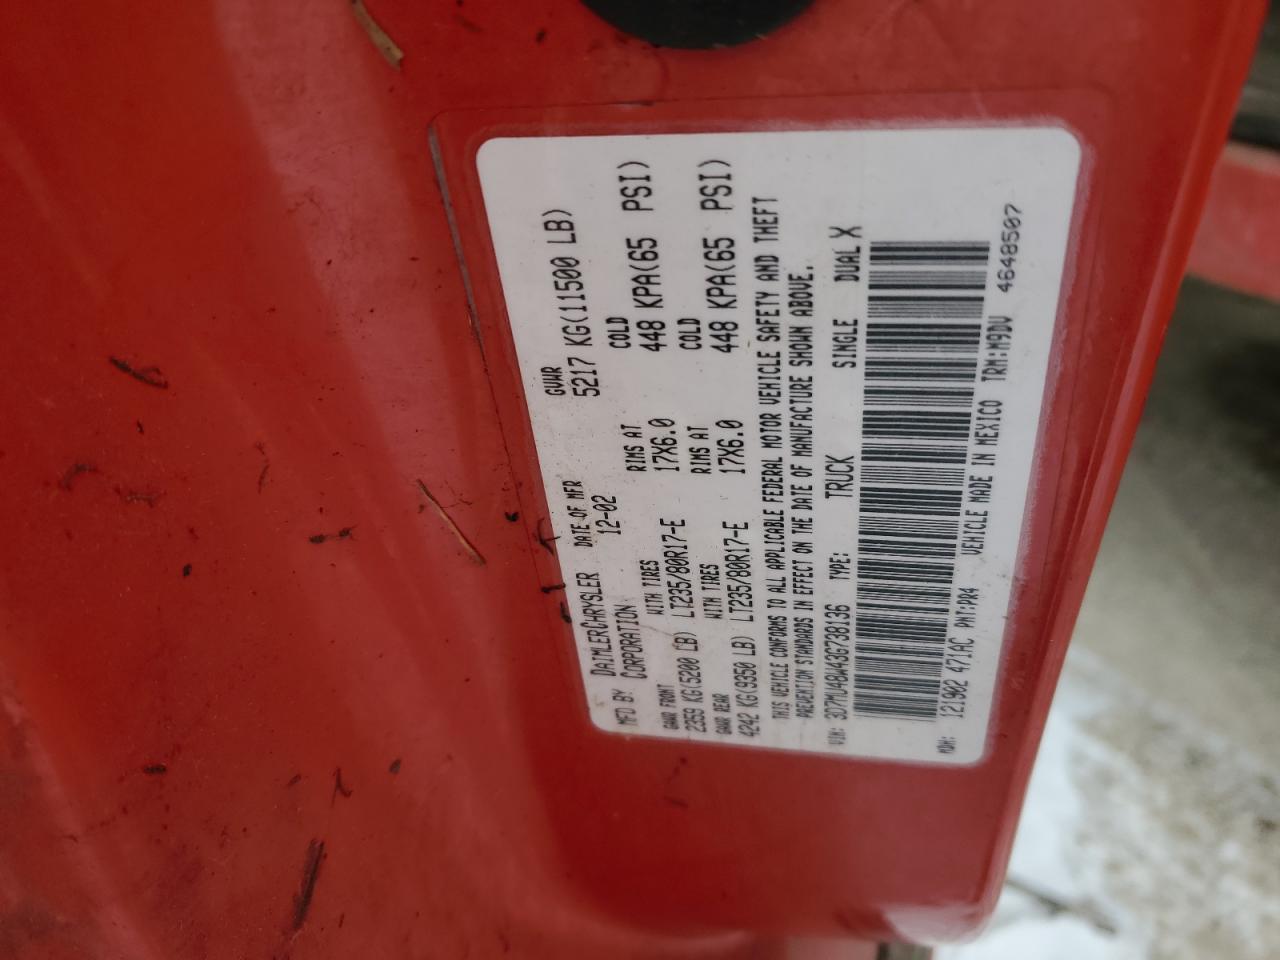 MFD BY: DAIMLERCHRYSLER DATE OF MFR GVWR
CORPORATION 12-02 5217 KG(11500 LB)
GAWR FRONT WITH TIRES RIMS AT COLD
2359 KG(5200 LB) LT235/80R17-E 17X6.0 448 KPA(65 PSI)
GAWR REAR WITH TIRES RIMS AT COLD
4242 KG(9350 LB) LT235/80R17-E 17X6.0 448 KPA(65 PSI)
THIS VEHICLE CONFORMS TO ALL APPLICABLE FEDERAL MOTOR VEHICLE SAFETY AND THEFT
PREVENTION STANDARDS IN EFFECT ON THE DATE OF MANUFACTURE SHOWN ABOVE.
VIN: 3D7MU48W43G738136 TYPE: TRUCK SINGLE DUAL X
MDH: 121902 471AC PNT:PR4 VEHICLE MADE IN MEXICO TRM:M9DV 4648507